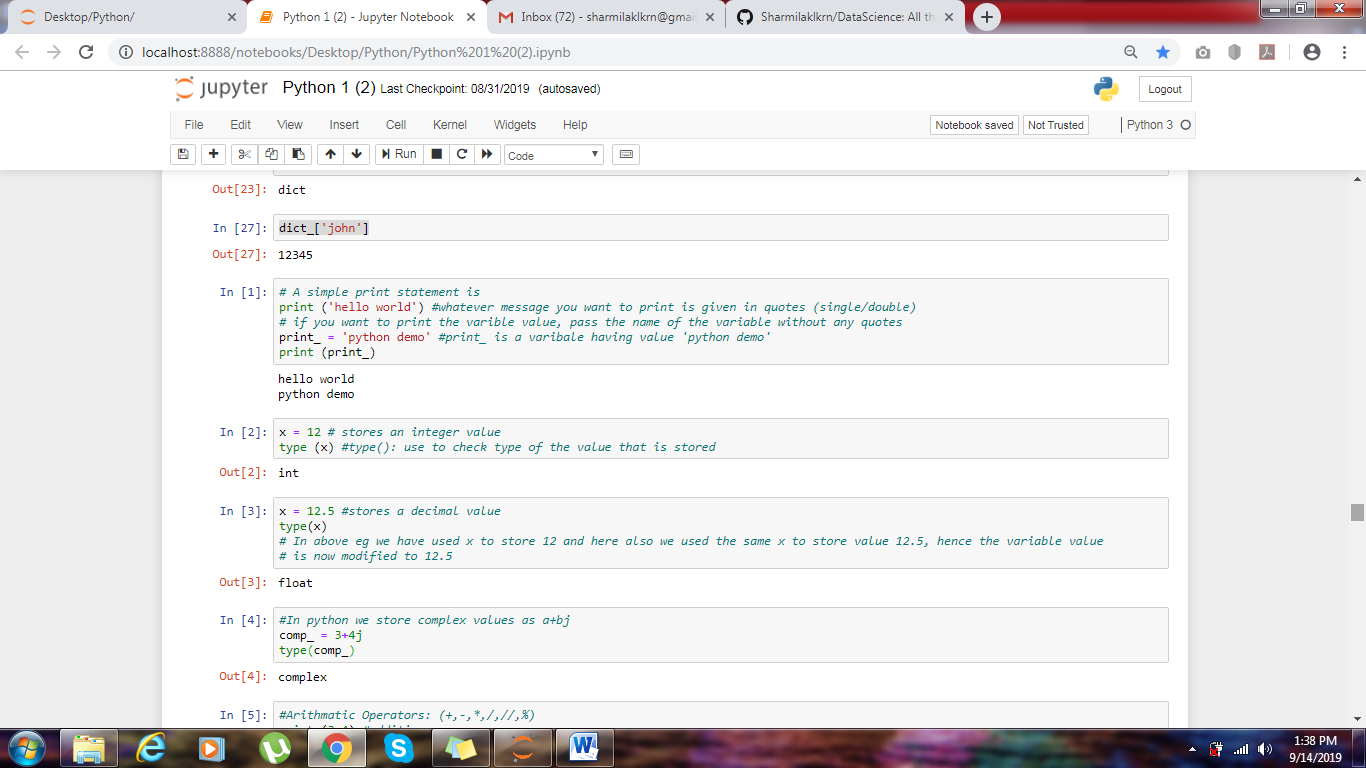 Desktop/Python/
Python 1 (2) - Jupyter Notebook
Inbox (72) - sharmilaklkrn@gmai
Sharmilaklkrn/DataScience: All th
localhost:8888/notebooks/Desktop/Python/Python%201%20(2).ipynb
jupyter Python 1 (2) Last Checkpoint: 08/31/2019 (autosaved)
Logout
File Edit View Insert Cell Kernel Widgets Help
Notebook saved Not Trusted Python 3
Run Code
Out[23]: dict
In [27]: dict_['john']
Out[27]: 12345
In [1]: # A simple print statement is
print ('hello world') #whatever message you want to print is given in quotes (single/double)
# if you want to print the varible value, pass the name of the variable without any quotes
print_ = 'python demo' #print_ is a varibale having value 'python demo'
print (print_)
hello world
python demo
In [2]: x = 12 # stores an integer value
type (x) #type(): use to check type of the value that is stored
Out[2]: int
In [3]: x = 12.5 #stores a decimal value
type(x)
# In above eg we have used x to store 12 and here also we used the same x to store value 12.5, hence the variable value
# is now modified to 12.5
Out[3]: float
In [4]: #In python we store complex values as a+bj
comp_ = 3+4j
type(comp_)
Out[4]: complex
In [5]: #Arithmatic Operators: (+,-,*,/,//,%)
1:38 PM
9/14/2019